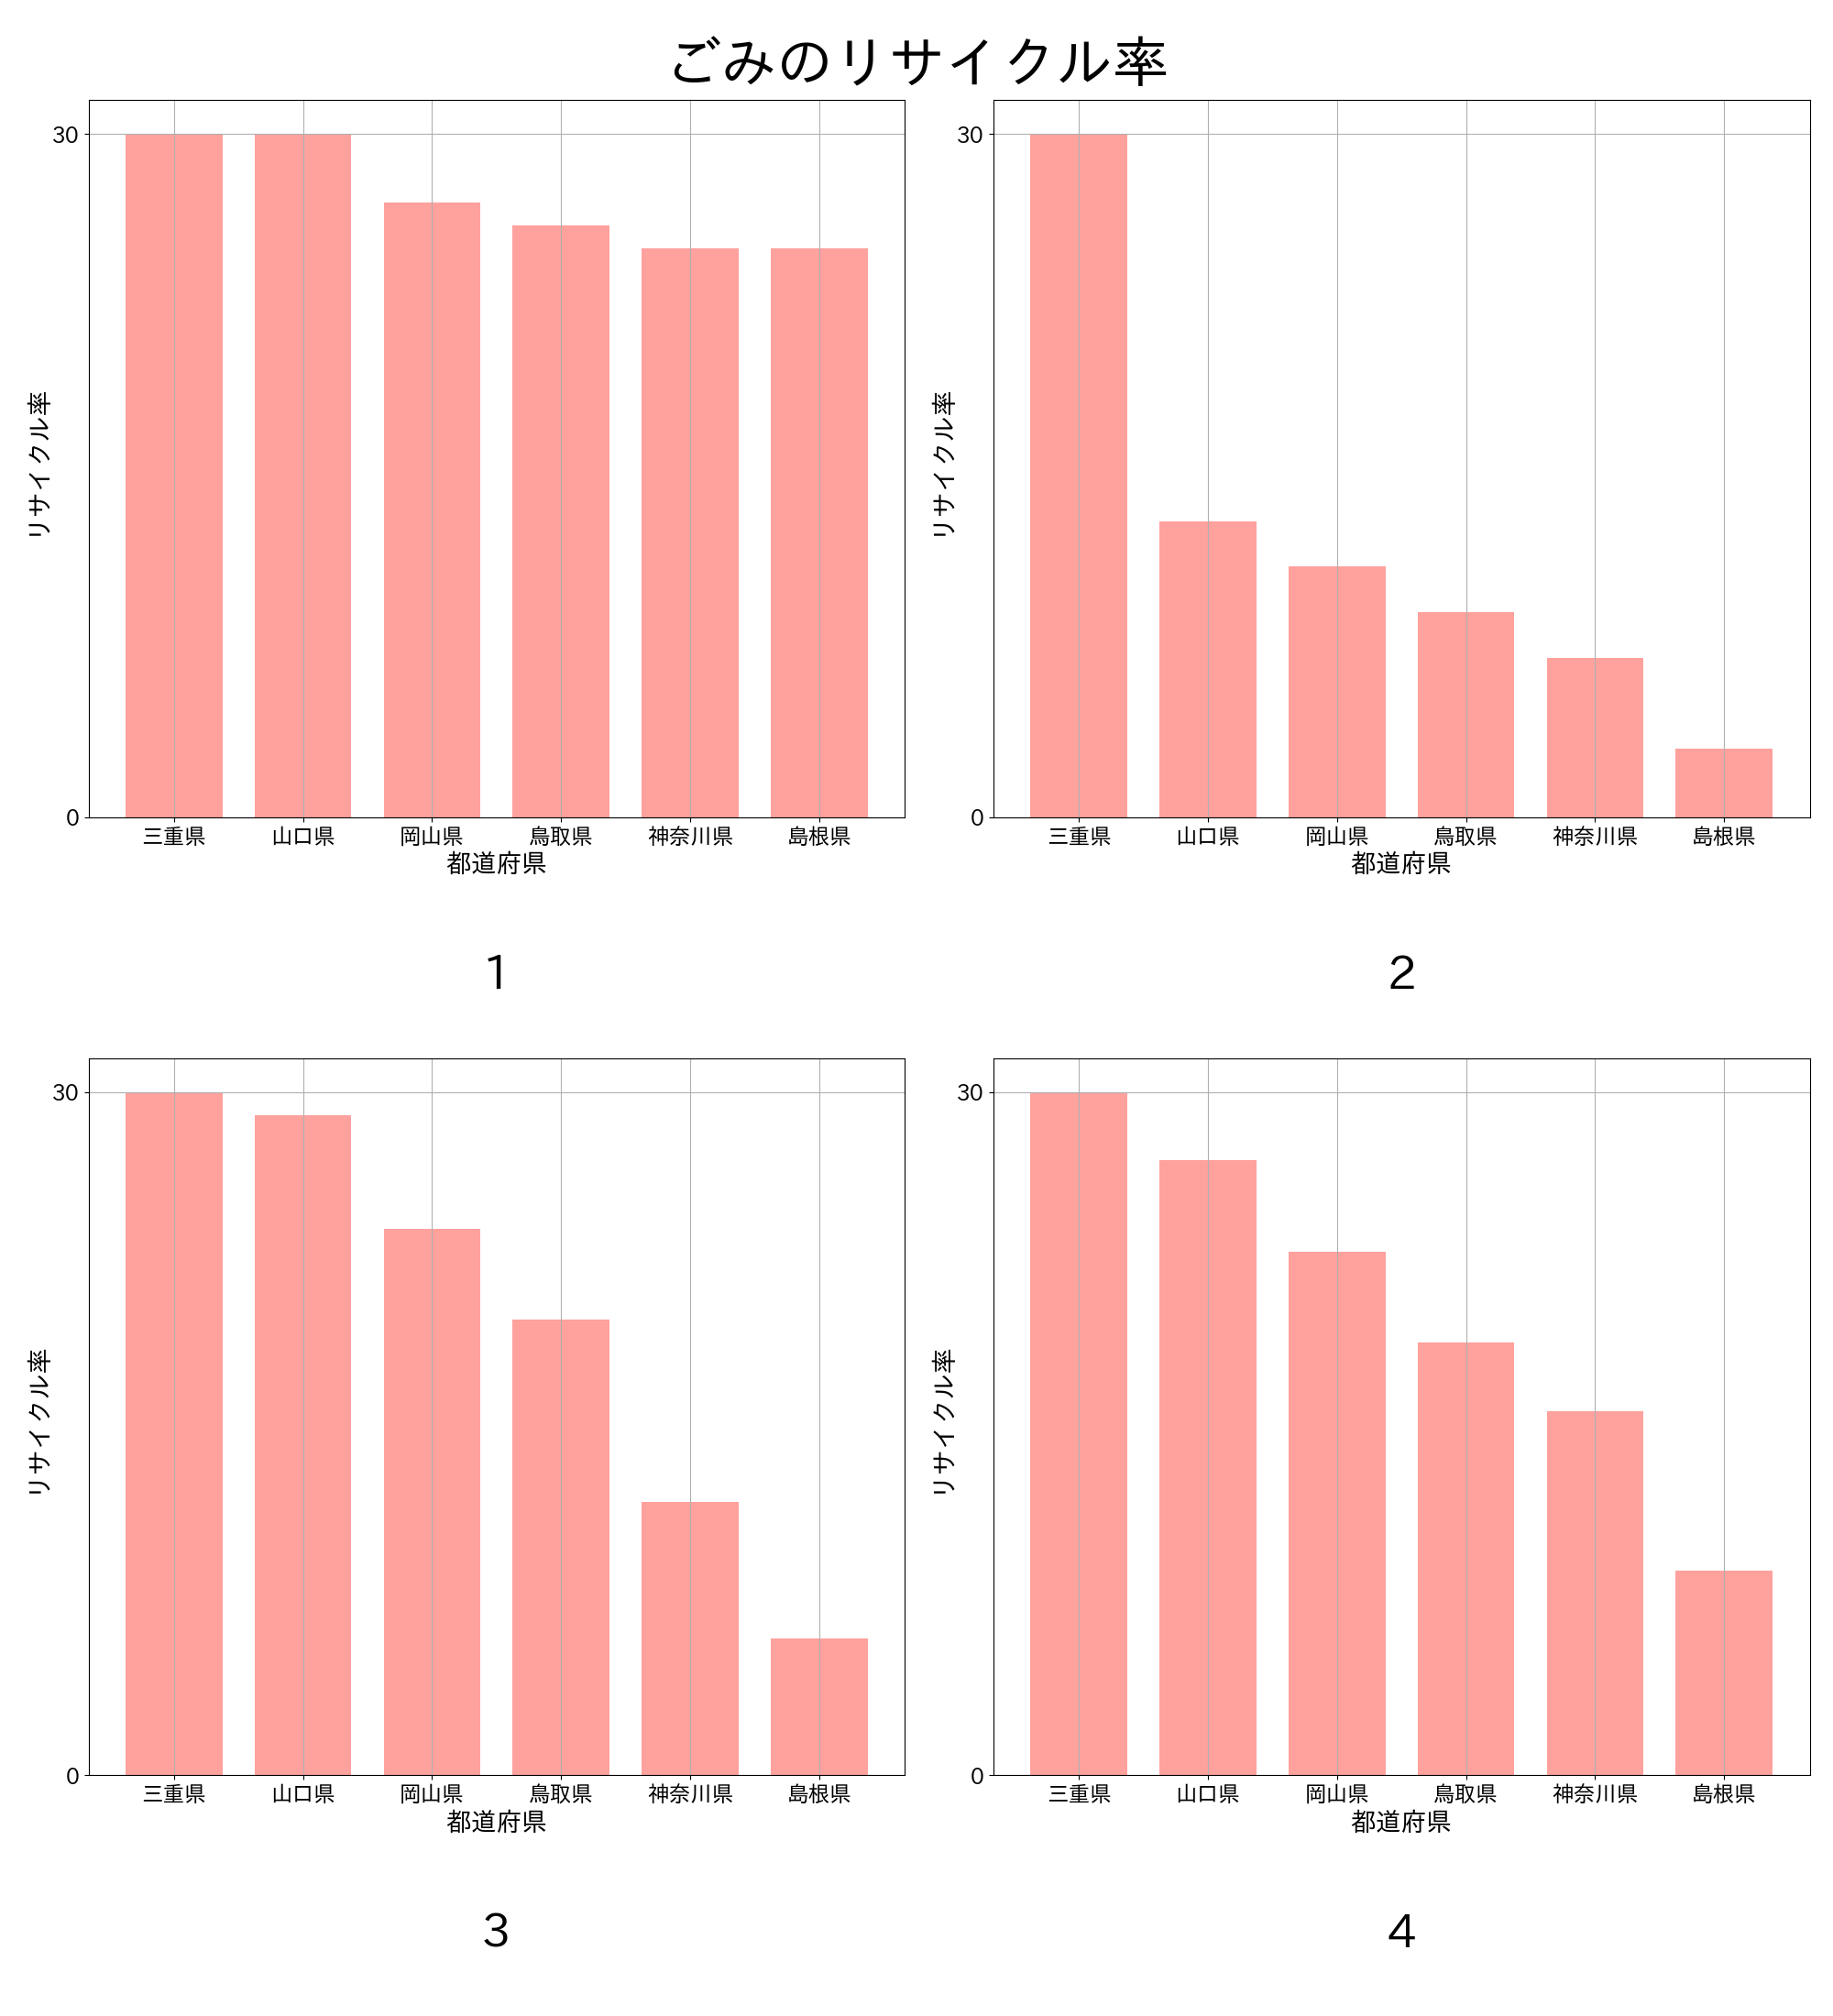 ごみのリサイクル率
30
0
リサイクル率
三重県 山口県 岡山県 鳥取県 神奈川県 島根県
都道府県
1
30
0
リサイクル率
三重県 山口県 岡山県 鳥取県 神奈川県 島根県
都道府県
2
30
0
リサイクル率
三重県 山口県 岡山県 鳥取県 神奈川県 島根県
都道府県
3
30
0
リサイクル率
三重県 山口県 岡山県 鳥取県 神奈川県 島根県
都道府県
4